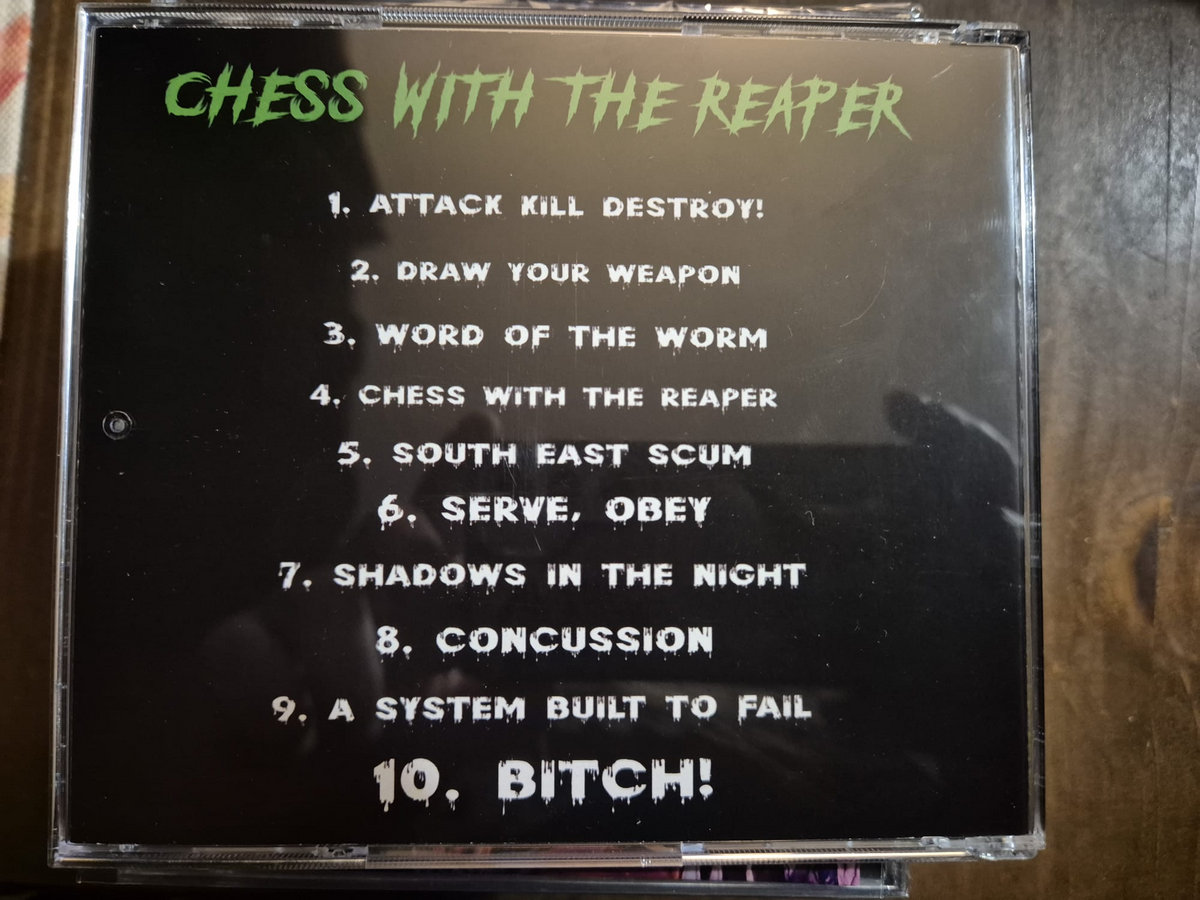 CHESS WITH THE REAPER
1. ATTACK KILL DESTROY!
2. DRAW YOUR WEAPON
3. WORD OF THE WORM
4. CHESS WITH THE REAPER
5. SOUTH EAST SCUM
6. SERVE, OBEY
7. SHADOWS IN THE NIGHT
8. CONCUSSION
9. A SYSTEM BUILT TO FAIL
10. BITCH!